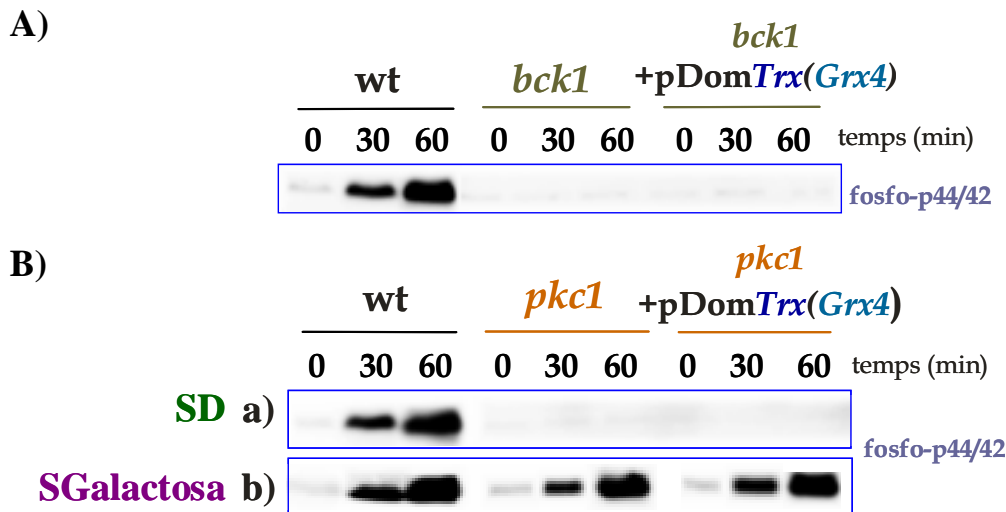 A)
wt
bck1
bck1
+pDomTrx(Grx4)
0 30 60 0 30 60 0 30 60 temps (min)
fosfo-p44/42
B)
wt
pkc1
pkc1
+pDomTrx(Grx4)
0 30 60 0 30 60 0 30 60 temps (min)
SD a)
fosfo-p44/42
SGalactosa b)